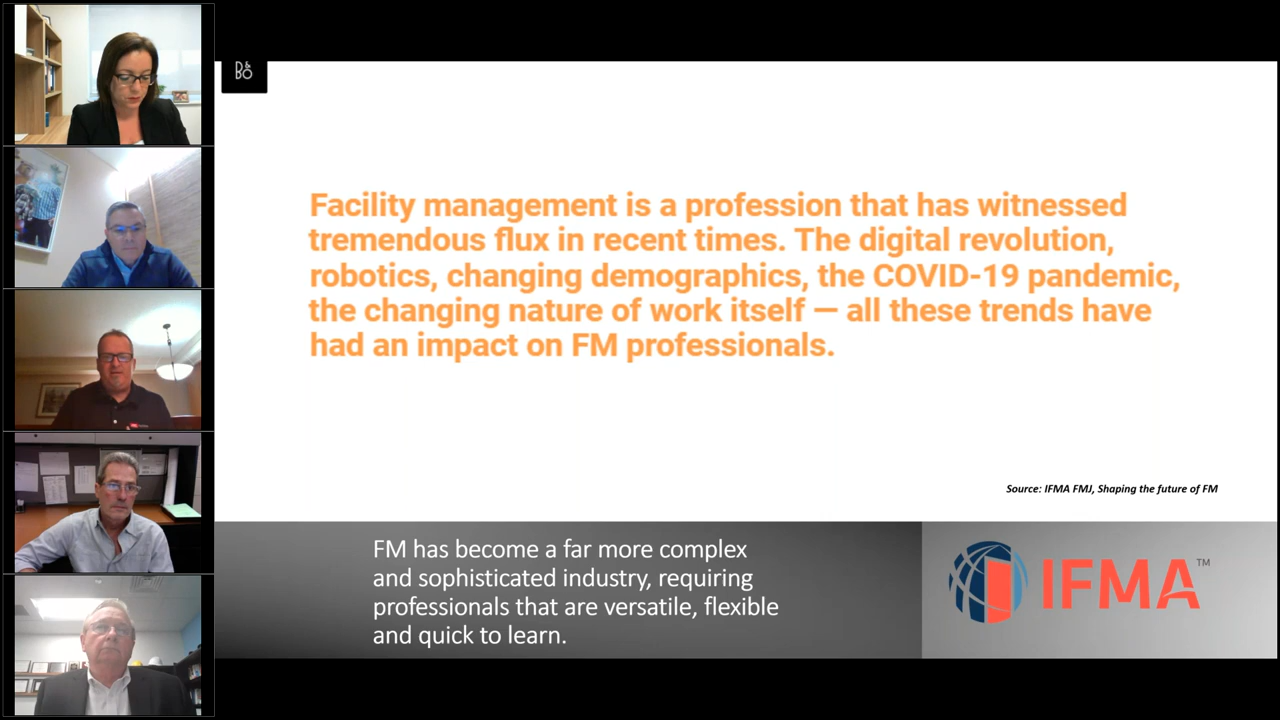 B&
BO
Facility management is a profession that has witnessed
tremendous flux in recent times. The digital revolution,
robotics, changing demographics, the COVID-19 pandemic,
the changing nature of work itself — all these trends have
had an impact on FM professionals.
Source: IFMA FMJ, Shaping the future of FM
FM has become a far more complex
and sophisticated industry, requiring
professionals that are versatile, flexible
and quick to learn.
IFMA™